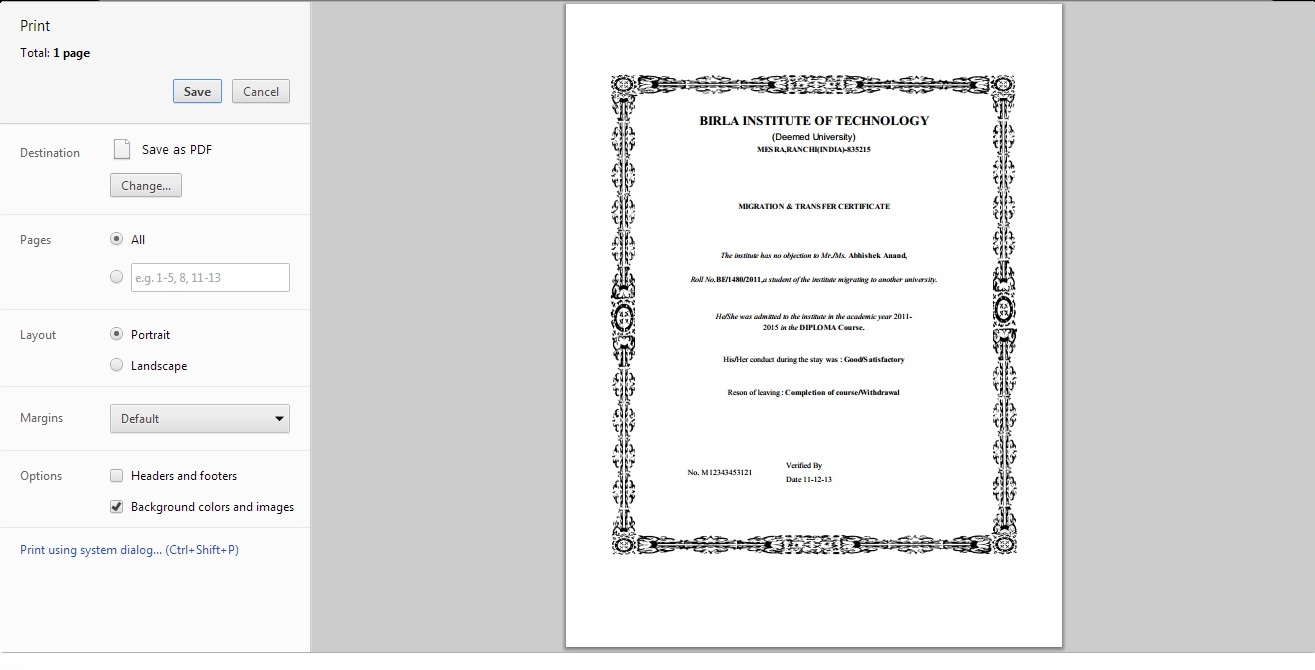 Print
Total: 1 page
Save
Cancel
Destination
Save as PDF
Change...
Pages
All
e.g. 1-5, 8, 11-13
Layout
Portrait
Landscape
Margins
Default
Options
Headers and footers
Background colors and images
Print using system dialog... (Ctrl+Shift+P)
BIRLA INSTITUTE OF TECHNOLOGY
(Deemed University)
MESRA,RANCHI(INDIA)-835215
MIGRATION & TRANSFER CERTIFICATE
The institute has no objection to Mr./Ms. Abhishek Anand,
Roll No.BE/1480/2011,a student of the institute migrating to another university.
He/She was admitted to the institute in the academic year 2011-
2015 in the DIPLOMA Course.
His/Her conduct during the stay was : Good/Satisfactory
Reson of leaving : Completion of course/Withdrawal
No. M12343453121
Verified By
Date 11-12-13